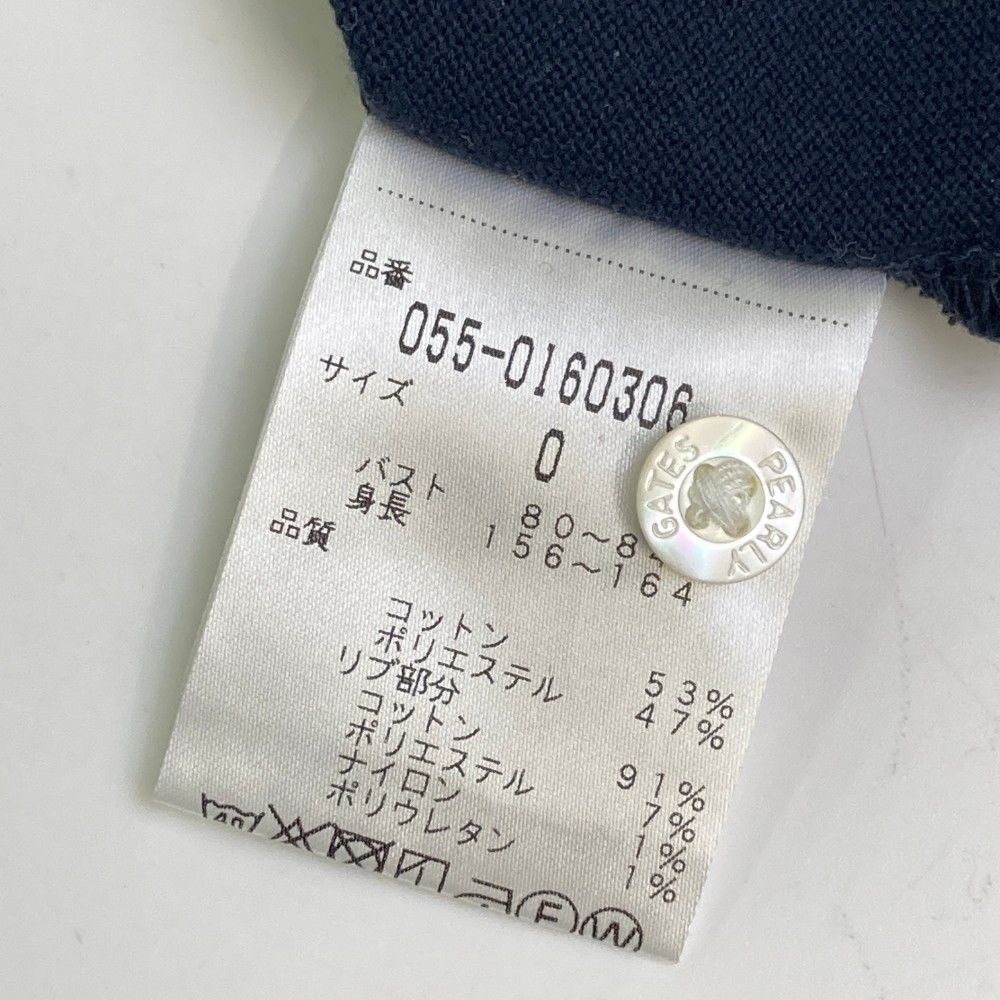 品番
055-0160306
サイズ
0
バスト 80～8
身長 156～164
品質
コットン 53%
ポリエステル 47%
リブ部分
コットン 91%
ポリエステル 7%
ナイロン 1%
ポリウレタン 1%
40
F W
PEARLY GATES